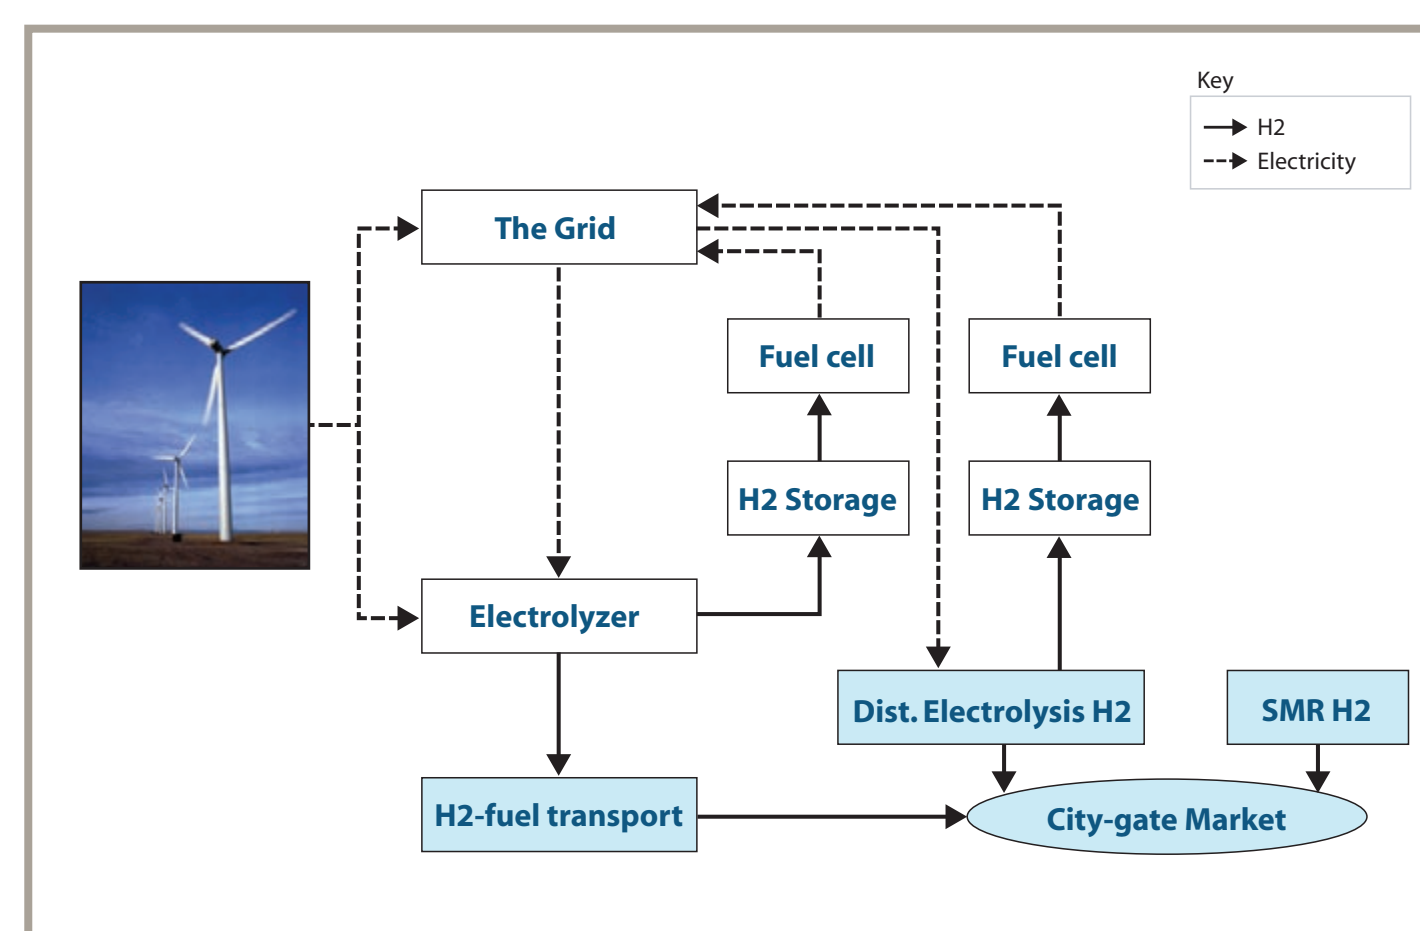 Key
H2
Electricity
The Grid
Fuel cell
Fuel cell
H2 Storage
H2 Storage
Electrolyzer
Dist. Electrolysis H2
SMR H2
H2-fuel transport
City-gate Market